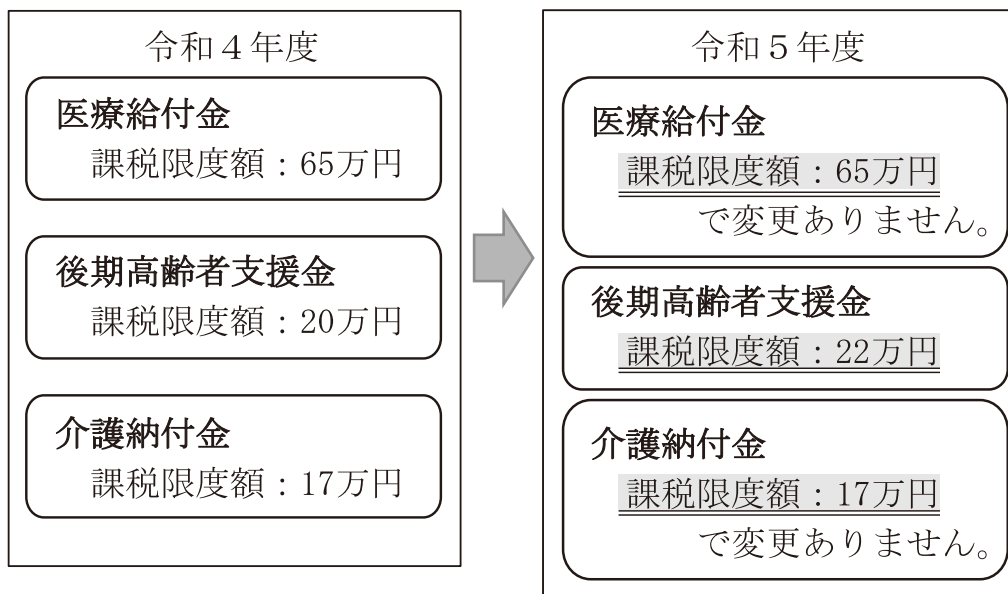 令和４年度
医療給付金
課税限度額：65万円
後期高齢者支援金
課税限度額：20万円
介護納付金
課税限度額：17万円
令和５年度
医療給付金
課税限度額：65万円
で変更ありません。
後期高齢者支援金
課税限度額：22万円
介護納付金
課税限度額：17万円
で変更ありません。